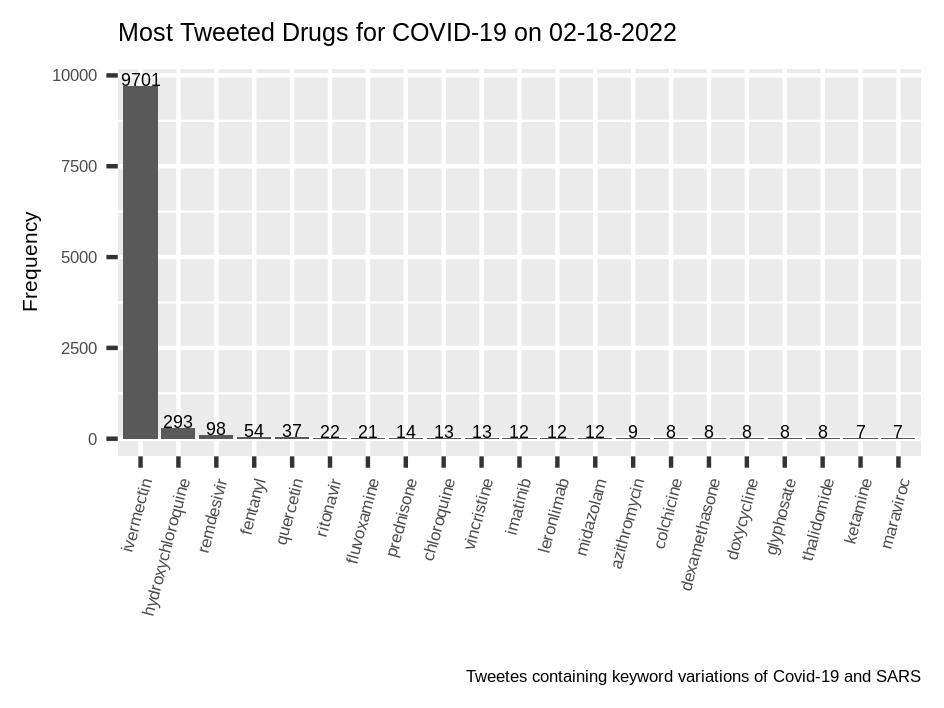 Most Tweeted Drugs for COVID-19 on 02-18-2022
Frequency
10000
7500
5000
2500
0
9701
293
98
54
37
22
21
14
13
13
12
12
12
9
8
8
8
8
8
7
7
ivermectin
hydroxychloroquine
remdesivir
fentanyl
quercetin
ritonavir
fluvoxamine
prednisone
chloroquine
vincristine
imatinib
leronlimab
midazolam
azithromycin
colchicine
dexamethasone
doxycycline
glyphosate
thalidomide
ketamine
maraviroc
Tweetes containing keyword variations of Covid-19 and SARS